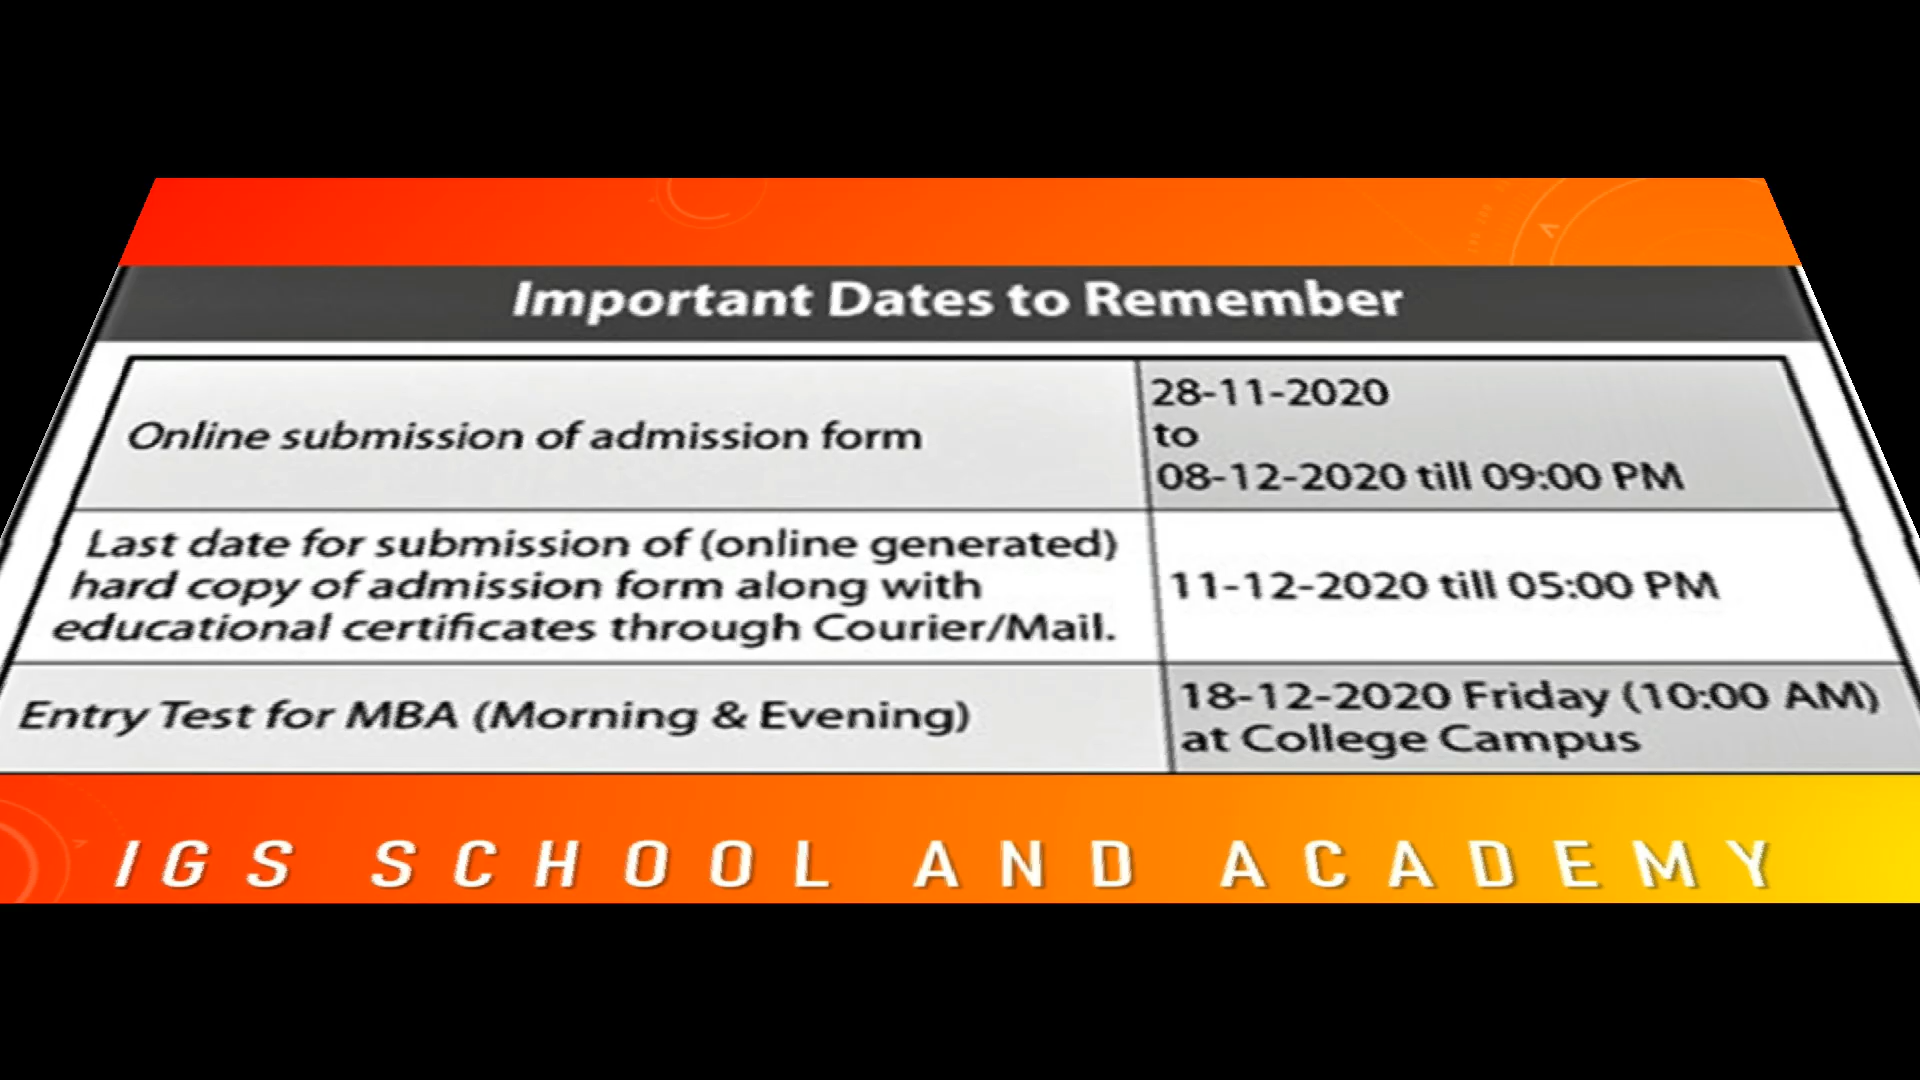 Important Dates to Remember
Online submission of admission form
28-11-2020
to
08-12-2020 till 09:00 PM
Last date for submission of (online generated)
hard copy of admission form along with
educational certificates through Courier/Mail.
11-12-2020 till 05:00 PM
Entry Test for MBA (Morning & Evening)
18-12-2020 Friday (10:00 AM)
at College Campus
IGS SCHOOL AND ACADEMY